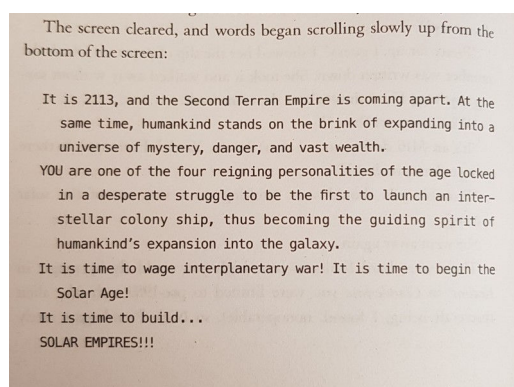 The screen cleared, and words began scrolling slowly up from the
bottom of the screen:
It is 2113, and the Second Terran Empire is coming apart. At the
same time, humankind stands on the brink of expanding into a
universe of mystery, danger, and vast wealth.
YOU are one of the four reigning personalities of the age locked
in a desperate struggle to be the first to launch an inter-
stellar colony ship, thus becoming the guiding spirit of
humankind's expansion into the galaxy.
It is time to wage interplanetary war! It is time to begin the
Solar Age!
It is time to build...
SOLAR EMPIRES!!!